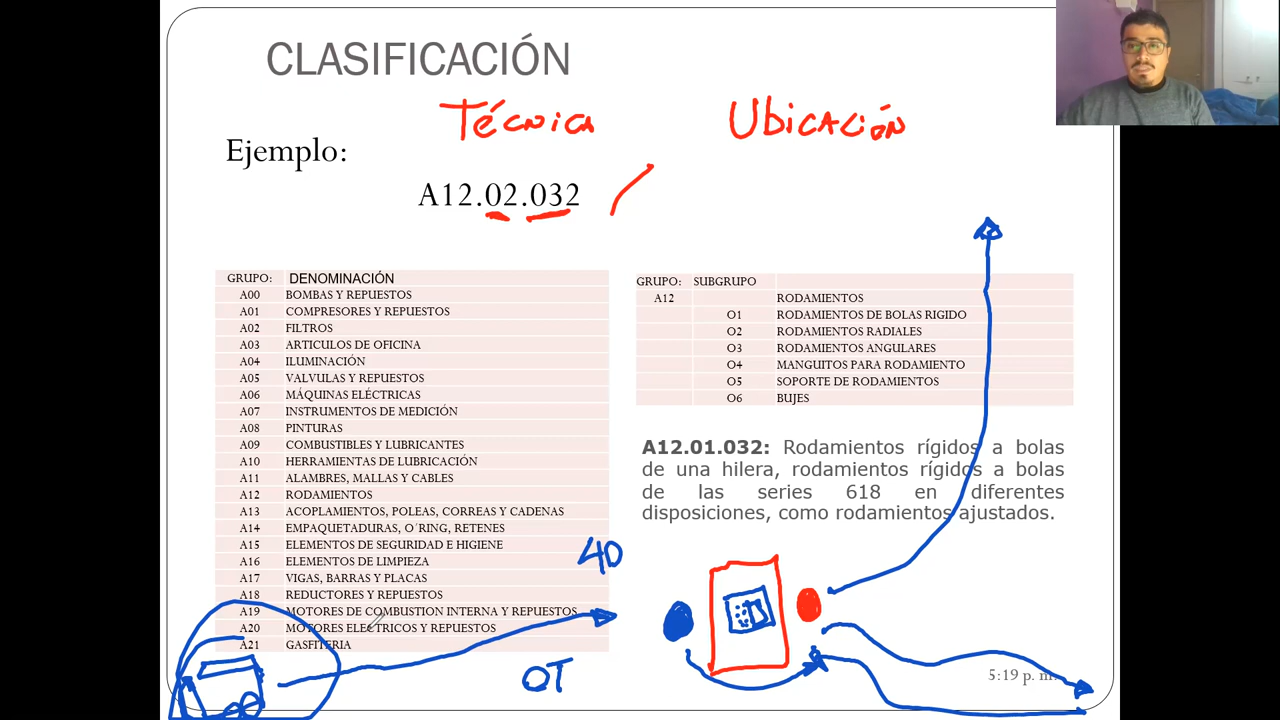 CLASIFICACIÓN
Técnica
Ubicación
Ejemplo:
A12.02.032
GRUPO: DENOMINACIÓN
A00 BOMBAS Y REPUESTOS
A01 COMPRESORES Y REPUESTOS
A02 FILTROS
A03 ARTICULOS DE OFICINA
A04 ILUMINACIÓN
A05 VALVULAS Y REPUESTOS
A06 MÁQUINAS ELÉCTRICAS
A07 INSTRUMENTOS DE MEDICIÓN
A08 PINTURAS
A09 COMBUSTIBLES Y LUBRICANTES
A10 HERRAMIENTAS DE LUBRICACIÓN
A11 ALAMBRES, MALLAS Y CABLES
A12 RODAMIENTOS
A13 ACOPLAMIENTOS, POLEAS, CORREAS Y CADENAS
A14 EMPAQUETADURAS, O´RING, RETENES
A15 ELEMENTOS DE SEGURIDAD E HIGIENE
A16 ELEMENTOS DE LIMPIEZA
A17 VIGAS, BARRAS Y PLACAS
A18 REDUCTORES Y REPUESTOS
A19 MOTORES DE COMBUSTION INTERNA Y REPUESTOS
A20 MOTORES ELECTRICOS Y REPUESTOS
A21 GASFITERIA
GRUPO: SUBGRUPO
A12 RODAMIENTOS
O1 RODAMIENTOS DE BOLAS RIGIDO
O2 RODAMIENTOS RADIALES
O3 RODAMIENTOS ANGULARES
O4 MANGUITOS PARA RODAMIENTO
O5 SOPORTE DE RODAMIENTOS
O6 BUJES
A12.01.032: Rodamientos rígidos a bolas
de una hilera, rodamientos rígidos a bolas
de las series 618 en diferentes
disposiciones, como rodamientos ajustados.
40
OT
5:19 p. m.